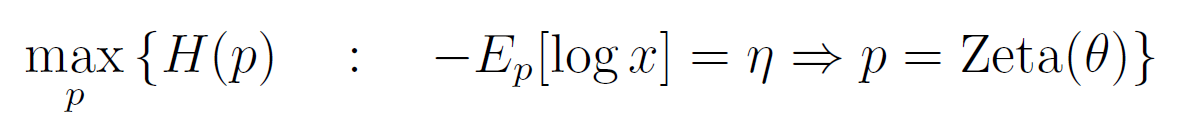 max_p {H(p) : −E_p[log x] = η ⇒ p = Zeta(θ)}